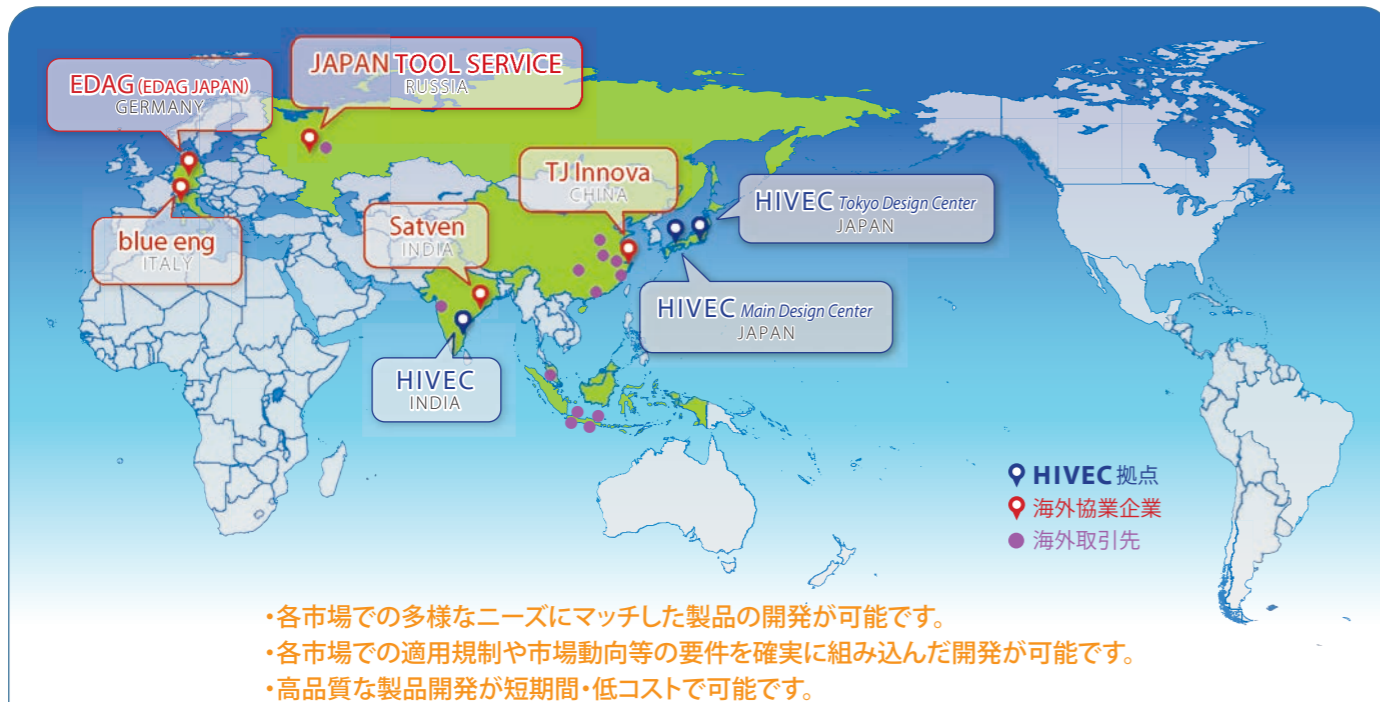 JAPAN TOOL SERVICE
RUSSIA
EDAG (EDAG JAPAN)
GERMANY
TJ Innova
CHINA
HIVEC Tokyo Design Center
JAPAN
Satven
INDIA
blue eng
ITALY
HIVEC Main Design Center
JAPAN
HIVEC
INDIA
HIVEC 拠点
海外協業企業
海外取引先
・各市場での多様なニーズにマッチした製品の開発が可能です。
・各市場での適用規制や市場動向等の要件を確実に組み込んだ開発が可能です。
・高品質な製品開発が短期間・低コストで可能です。